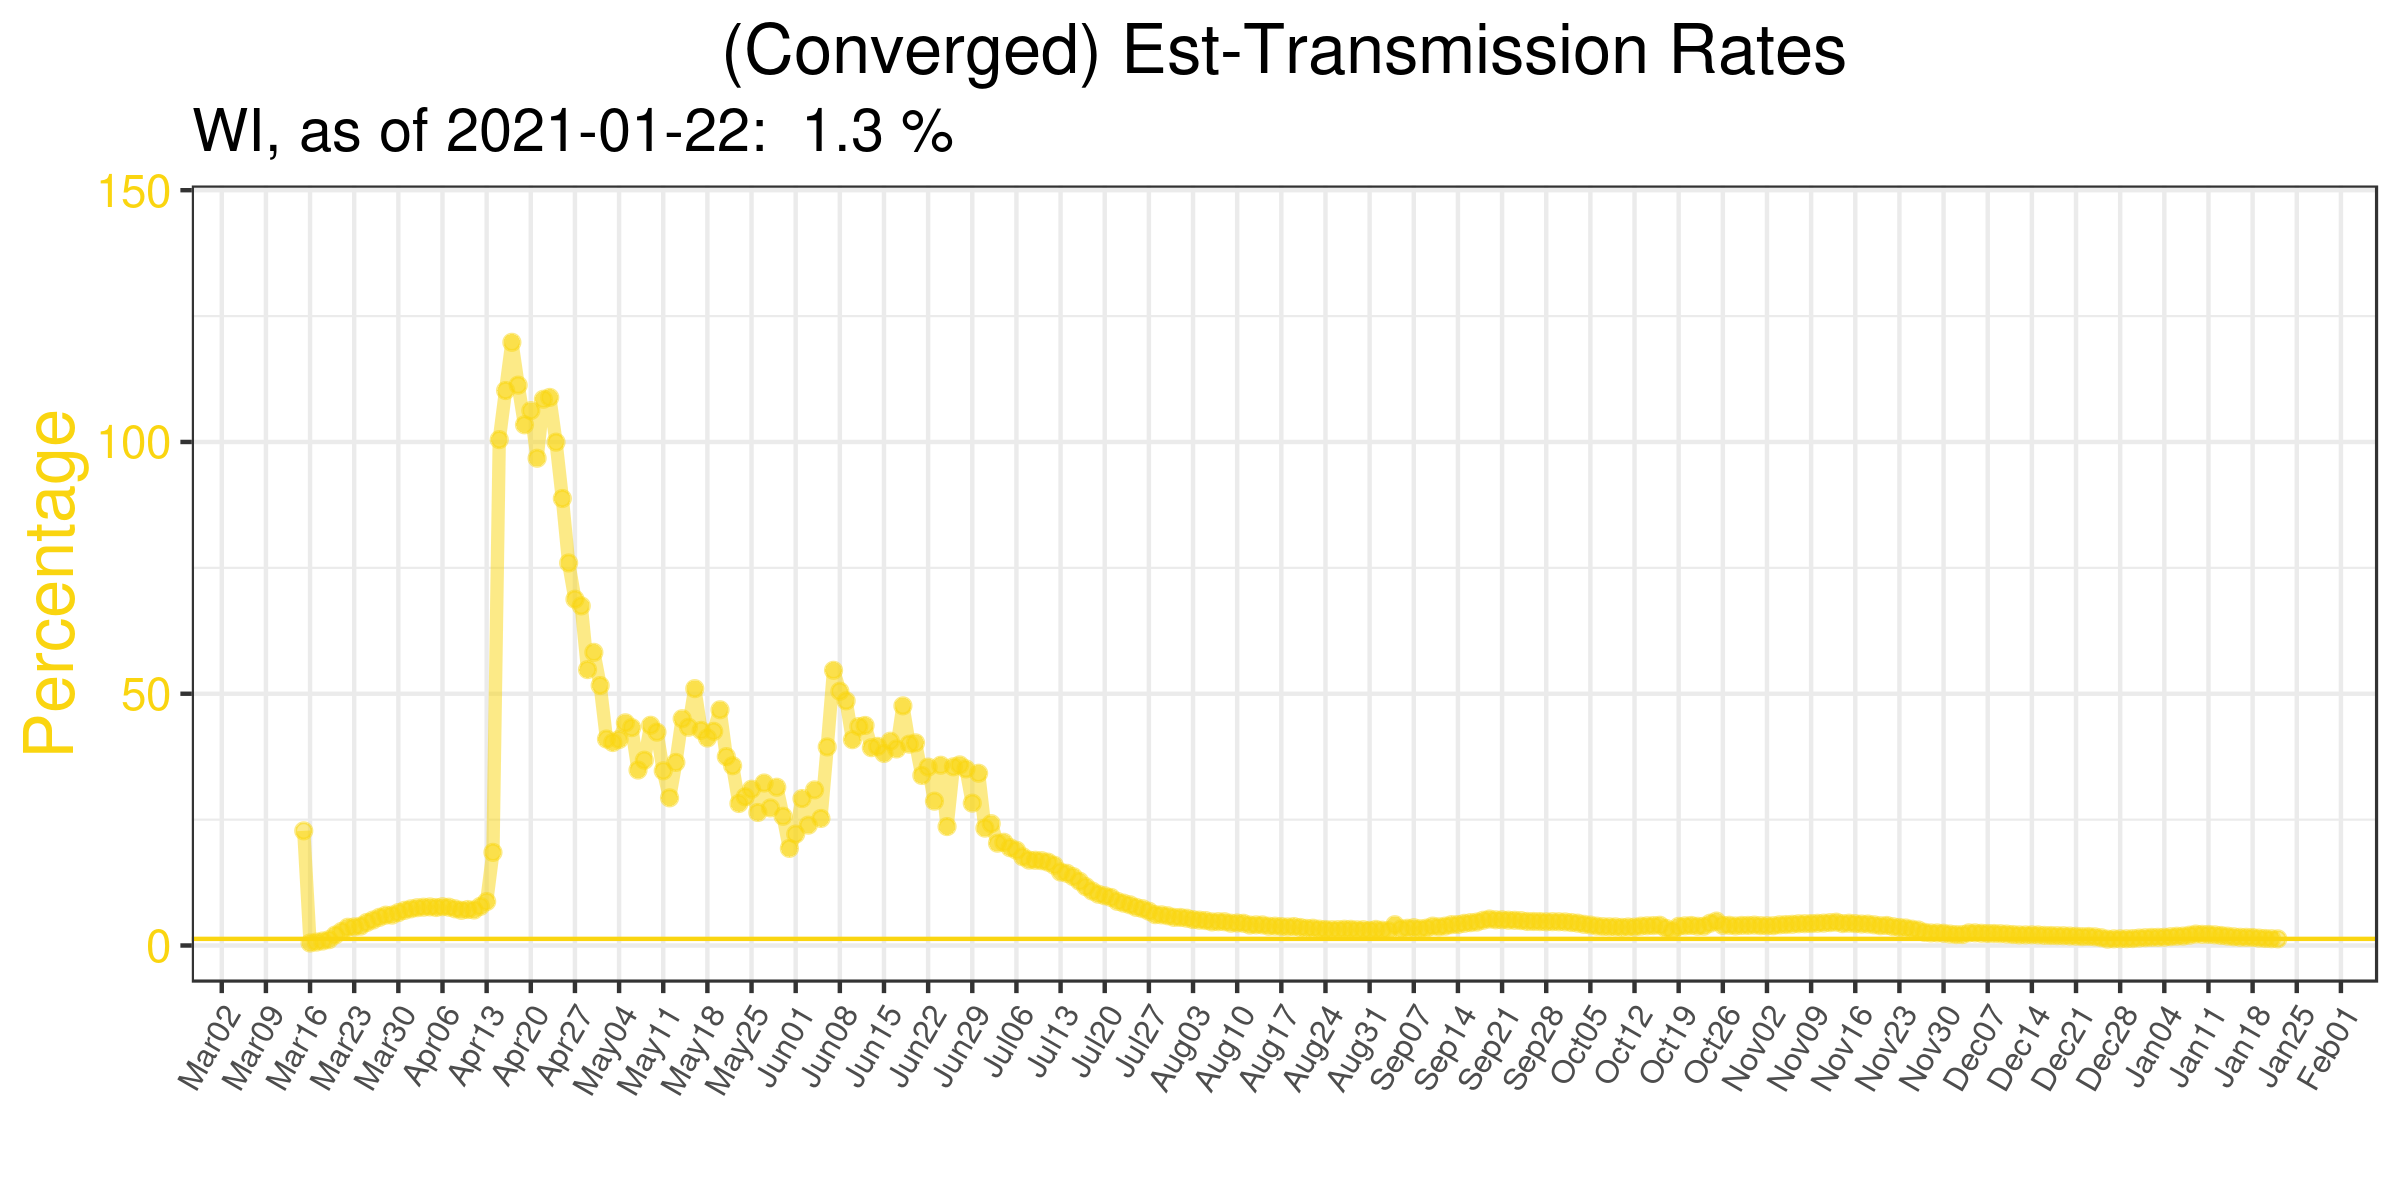 (Converged) Est-Transmission Rates
WI, as of 2021-01-22:  1.3 %
Percentage
150
100
50
0
Mar02
Mar09
Mar16
Mar23
Mar30
Apr06
Apr13
Apr20
Apr27
May04
May11
May18
May25
Jun01
Jun08
Jun15
Jun22
Jun29
Jul06
Jul13
Jul20
Jul27
Aug03
Aug10
Aug17
Aug24
Aug31
Sep07
Sep14
Sep21
Sep28
Oct05
Oct12
Oct19
Oct26
Nov02
Nov09
Nov16
Nov23
Nov30
Dec07
Dec14
Dec21
Dec28
Jan04
Jan11
Jan18
Jan25
Feb01